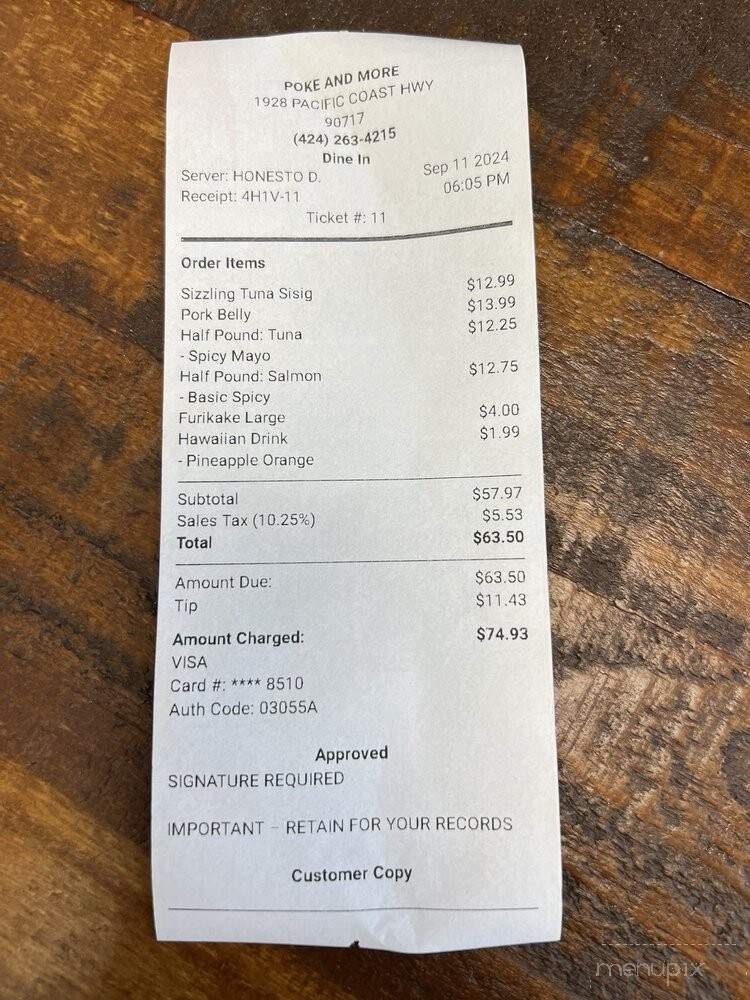 POKE AND MORE
1928 PACIFIC COAST HWY
90717
(424) 263-4215
Dine In
Server: HONESTO D. Sep 11 2024
Receipt: 4H1V-11 06:05 PM
Ticket #: 11
Order Items
Sizzling Tuna Sisig $12.99
Pork Belly $13.99
Half Pound: Tuna $12.25
- Spicy Mayo
Half Pound: Salmon $12.75
- Basic Spicy
Furikake Large $4.00
Hawaiian Drink $1.99
- Pineapple Orange
Subtotal $57.97
Sales Tax (10.25%) $5.53
Total $63.50
Amount Due: $63.50
Tip $11.43
Amount Charged: $74.93
VISA
Card #: **** 8510
Auth Code: 03055A
Approved
SIGNATURE REQUIRED
IMPORTANT – RETAIN FOR YOUR RECORDS
Customer Copy
menupix